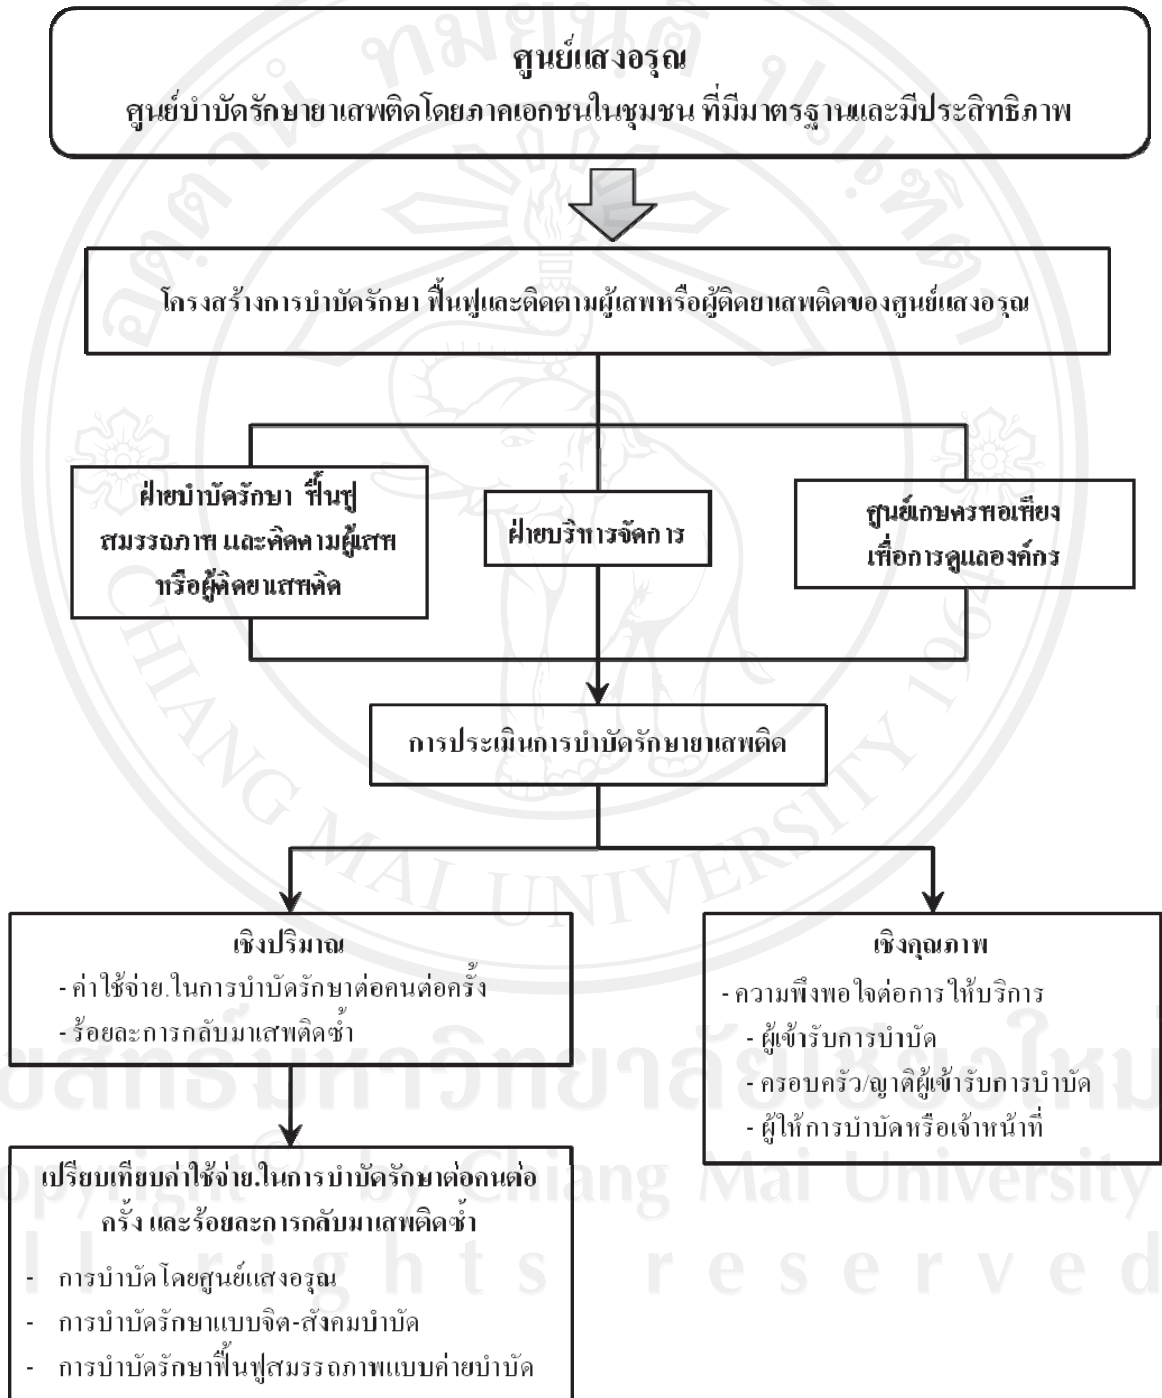 ศูนย์แสงอรุณ
ศูนย์บำบัดรักษายาเสพติดโดยภาคเอกชนในชุมชน ที่มีมาตรฐานและมีประสิทธิภาพ
โครงสร้างการบำบัดรักษา ฟื้นฟูและติดตามผู้เสพหรือผู้ติดยาเสพติดของศูนย์แสงอรุณ
ฝ่ายบำบัดรักษา ฟื้นฟู
สมรรถภาพ และติดตามผู้เสพ
หรือผู้ติดยาเสพติด
ฝ่ายบริหารจัดการ
ศูนย์เกษตรพอเพียง
เพื่อการดูแลองค์กร
การประเมินการบำบัดรักษายาเสพติด
เชิงปริมาณ
- ค่าใช้จ่าย.ในการบำบัดรักษาต่อคนต่อครั้ง
- ร้อยละการกลับมาเสพติดซ้ำ
เชิงคุณภาพ
- ความพึงพอใจต่อการให้บริการ
- ผู้เข้ารับการบำบัด
- ครอบครัว/ญาติผู้เข้ารับการบำบัด
- ผู้ให้การบำบัดหรือเจ้าหน้าที่
เปรียบเทียบค่าใช้จ่าย.ในการบำบัดรักษาต่อคนต่อ
ครั้ง และร้อยละการกลับมาเสพติดซ้ำ
- การบำบัดโดยศูนย์แสงอรุณ
- การบำบัดรักษาแบบจิต-สังคมบำบัด
- การบำบัดรักษาฟื้นฟูสมรรถภาพแบบค่ายบำบัด
CHIANG MAI UNIVERSITY 1964
by Chiang Mai University
rights reserved